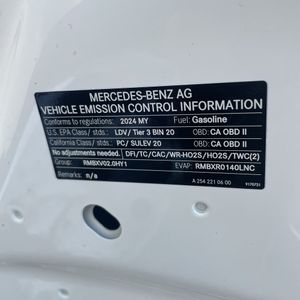 MERCEDES-BENZ AG
VEHICLE EMISSION CONTROL INFORMATION
Conforms to regulations: 2024 MY Fuel: Gasoline
U.S. EPA Class / stds.: LDV/ Tier 3 BIN 20 OBD: CA OBD II
California Class / stds.: PC/ SULEV 20 OBD: CA OBD II
No adjustments needed. DFI/TC/CAC/WR-HO2S/HO2S/TWC(2)
Group: RMBXV02.0HY1 EVAP: RMBXR0140LNC
Remarks: n/a
A 254 221 06 00